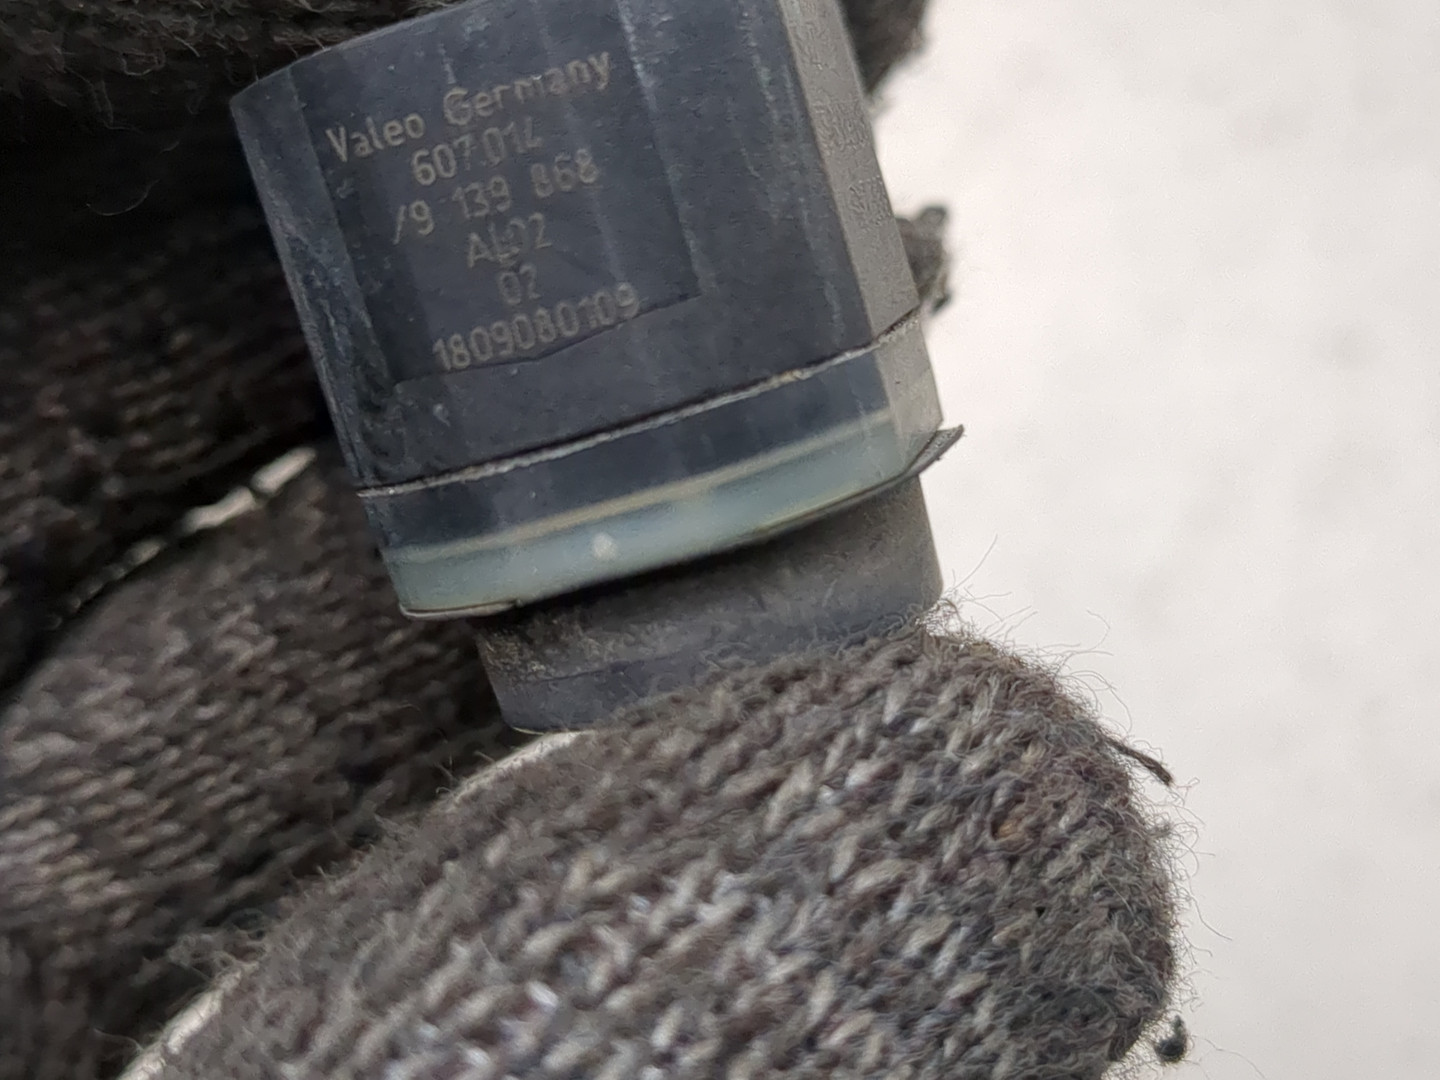 Valeo Germany
607.014
/9 139 868
AL02
02
1809080109